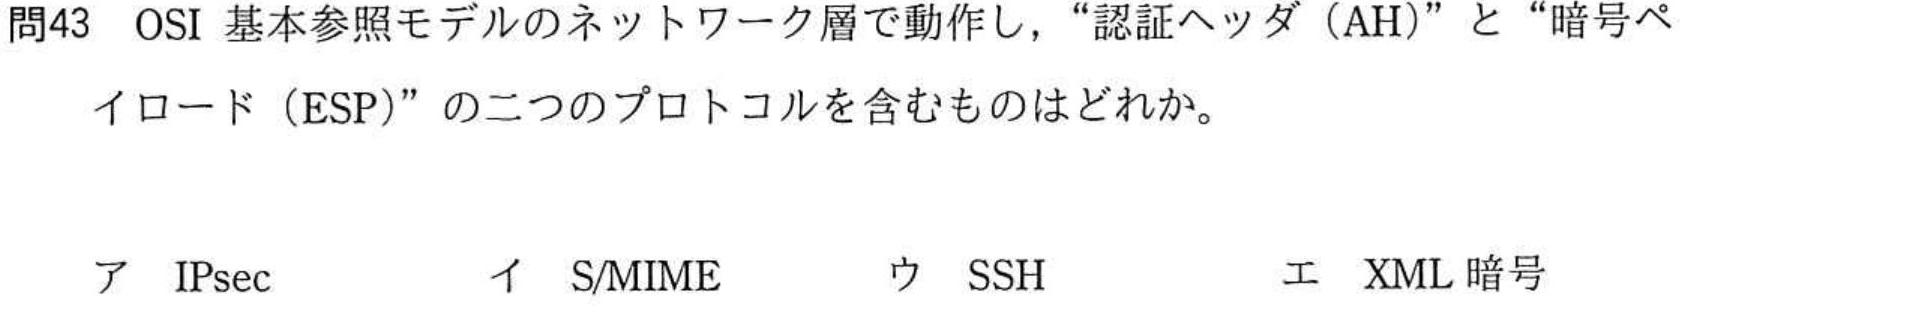 問43 OSI 基本参照モデルのネットワーク層で動作し，“認証ヘッダ（AH）”と“暗号ペ
イロード（ESP）”の二つのプロトコルを含むものはどれか。
ア IPsec イ S/MIME ウ SSH エ XML 暗号